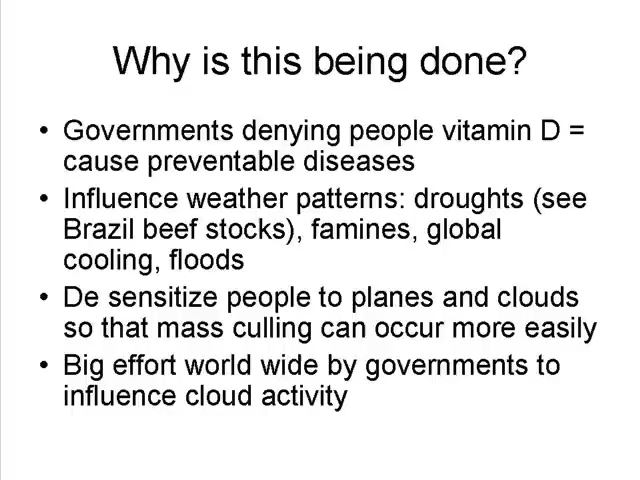 Why is this being done?
• Governments denying people vitamin D =
cause preventable diseases
• Influence weather patterns: droughts (see
Brazil beef stocks), famines, global
cooling, floods
• De sensitize people to planes and clouds
so that mass culling can occur more easily
• Big effort world wide by governments to
influence cloud activity